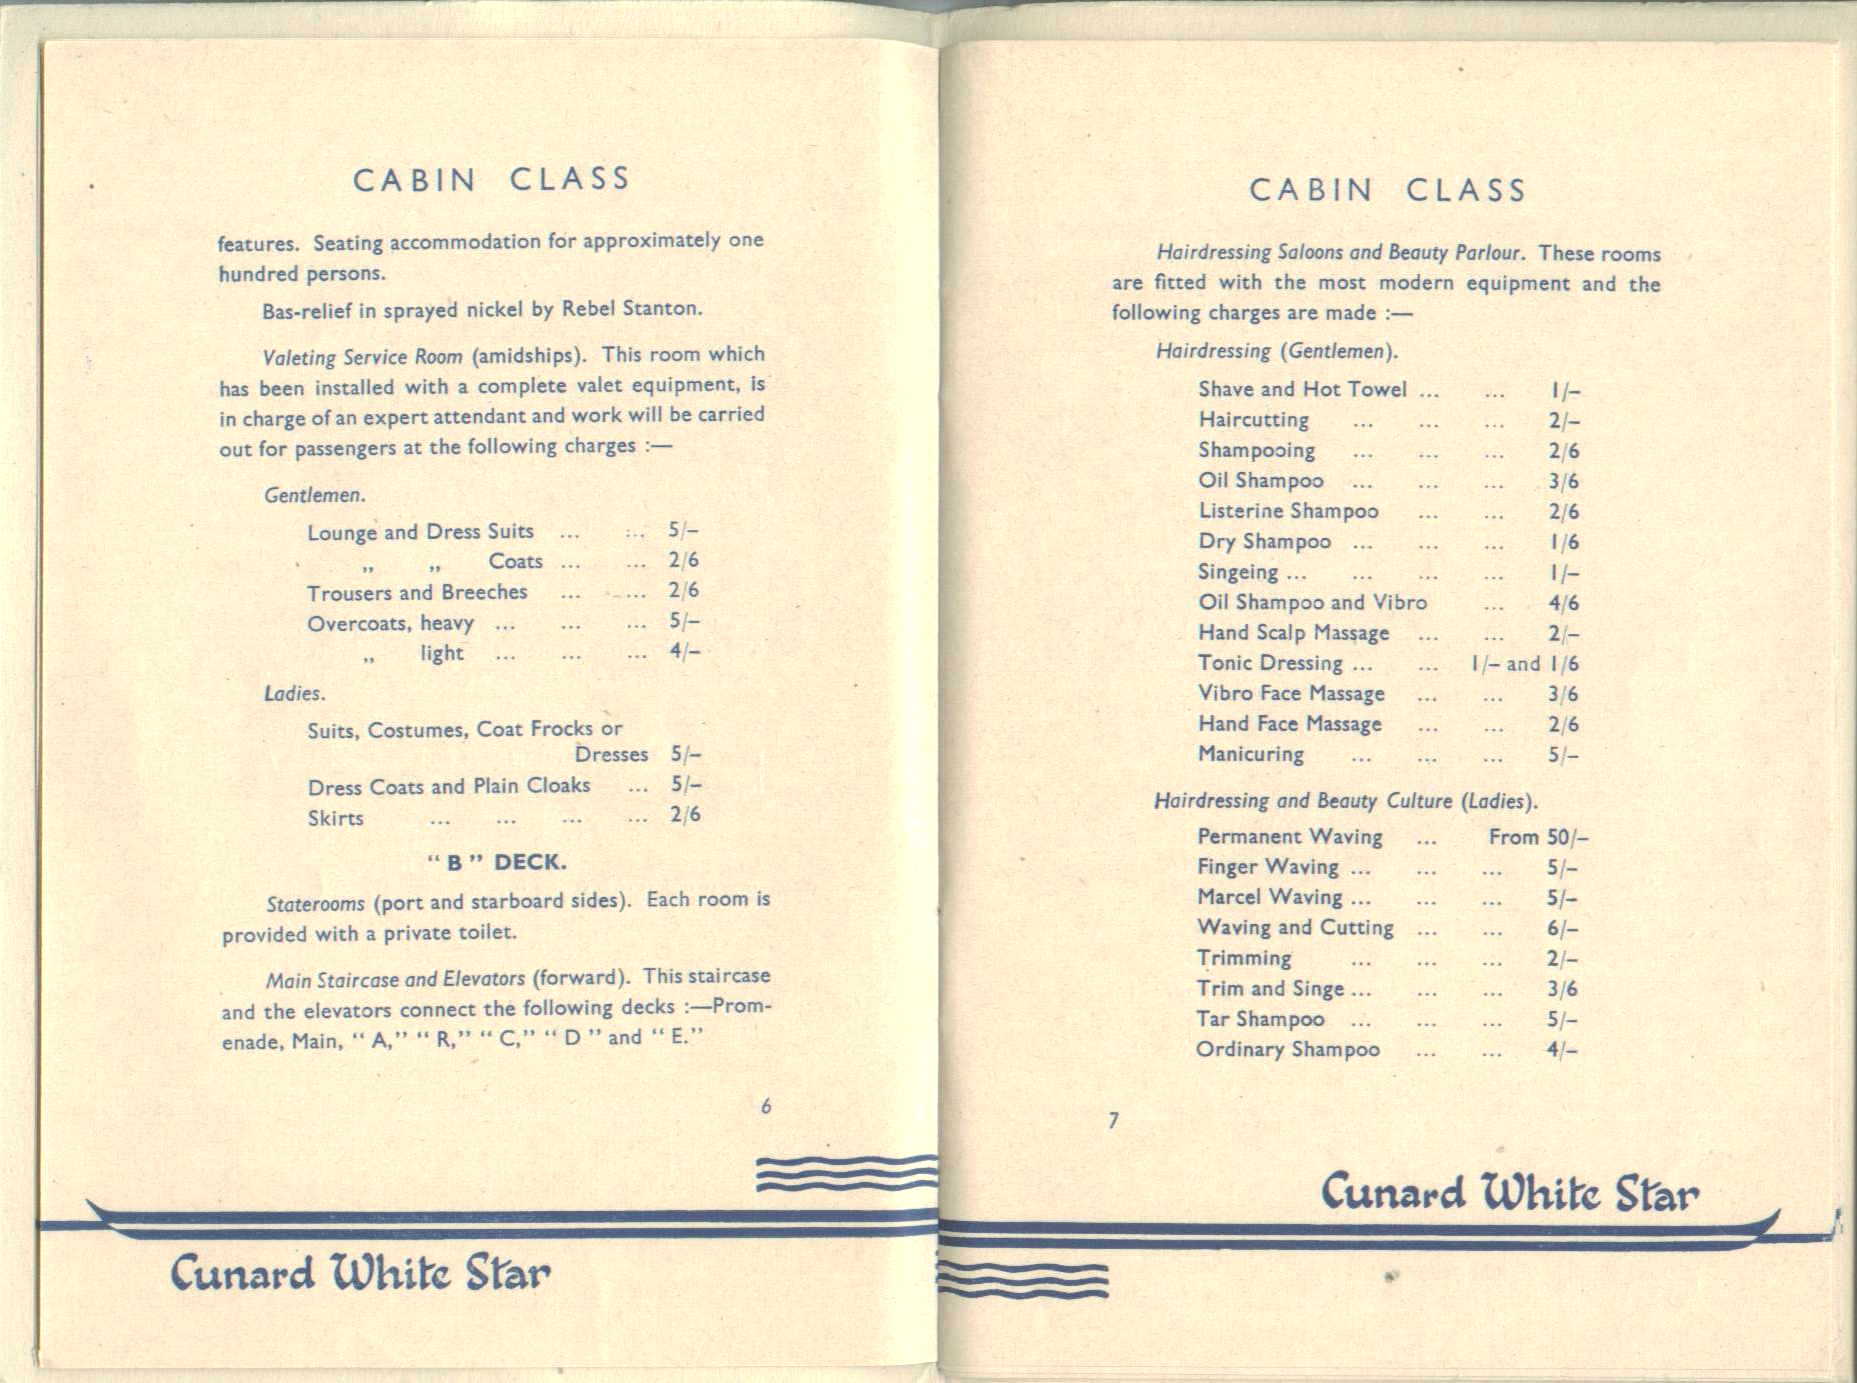 CABIN CLASS
features. Seating accommodation for approximately one
hundred persons.
Bas-relief in sprayed nickel by Rebel Stanton.
Valeting Service Room (amidships). This room which
has been installed with a complete valet equipment, is
in charge of an expert attendant and work will be carried
out for passengers at the following charges :—
Gentlemen.
Lounge and Dress Suits ... ... 5/–
„ „ Coats ... ... 2/6
Trousers and Breeches ... ... 2/6
Overcoats, heavy ... ... ... 5/–
„ light ... ... ... 4/–
Ladies.
Suits, Costumes, Coat Frocks or
Dresses 5/–
Dress Coats and Plain Cloaks ... 5/–
Skirts ... ... ... ... 2/6
“ B ” DECK.
Staterooms (port and starboard sides). Each room is
provided with a private toilet.
Main Staircase and Elevators (forward). This staircase
and the elevators connect the following decks :—Prom-
enade, Main, “ A,” “ R,” “ C,” “ D ” and “ E.”
6
Cunard White Star
CABIN CLASS
Hairdressing Saloons and Beauty Parlour. These rooms
are fitted with the most modern equipment and the
following charges are made :—
Hairdressing (Gentlemen).
Shave and Hot Towel ... ... 1/–
Haircutting ... ... ... 2/–
Shampooing ... ... ... 2/6
Oil Shampoo ... ... ... 3/6
Listerine Shampoo ... ... 2/6
Dry Shampoo ... ... ... 1/6
Singeing ... ... ... ... 1/–
Oil Shampoo and Vibro ... 4/6
Hand Scalp Massage ... ... 2/–
Tonic Dressing ... ... 1/– and 1/6
Vibro Face Massage ... ... 3/6
Hand Face Massage ... ... 2/6
Manicuring ... ... ... 5/–
Hairdressing and Beauty Culture (Ladies).
Permanent Waving ... From 50/–
Finger Waving ... ... ... 5/–
Marcel Waving ... ... ... 5/–
Waving and Cutting ... ... 6/–
Trimming ... ... ... 2/–
Trim and Singe ... ... ... 3/6
Tar Shampoo ... ... ... 5/–
Ordinary Shampoo ... ... 4/–
7
Cunard White Star